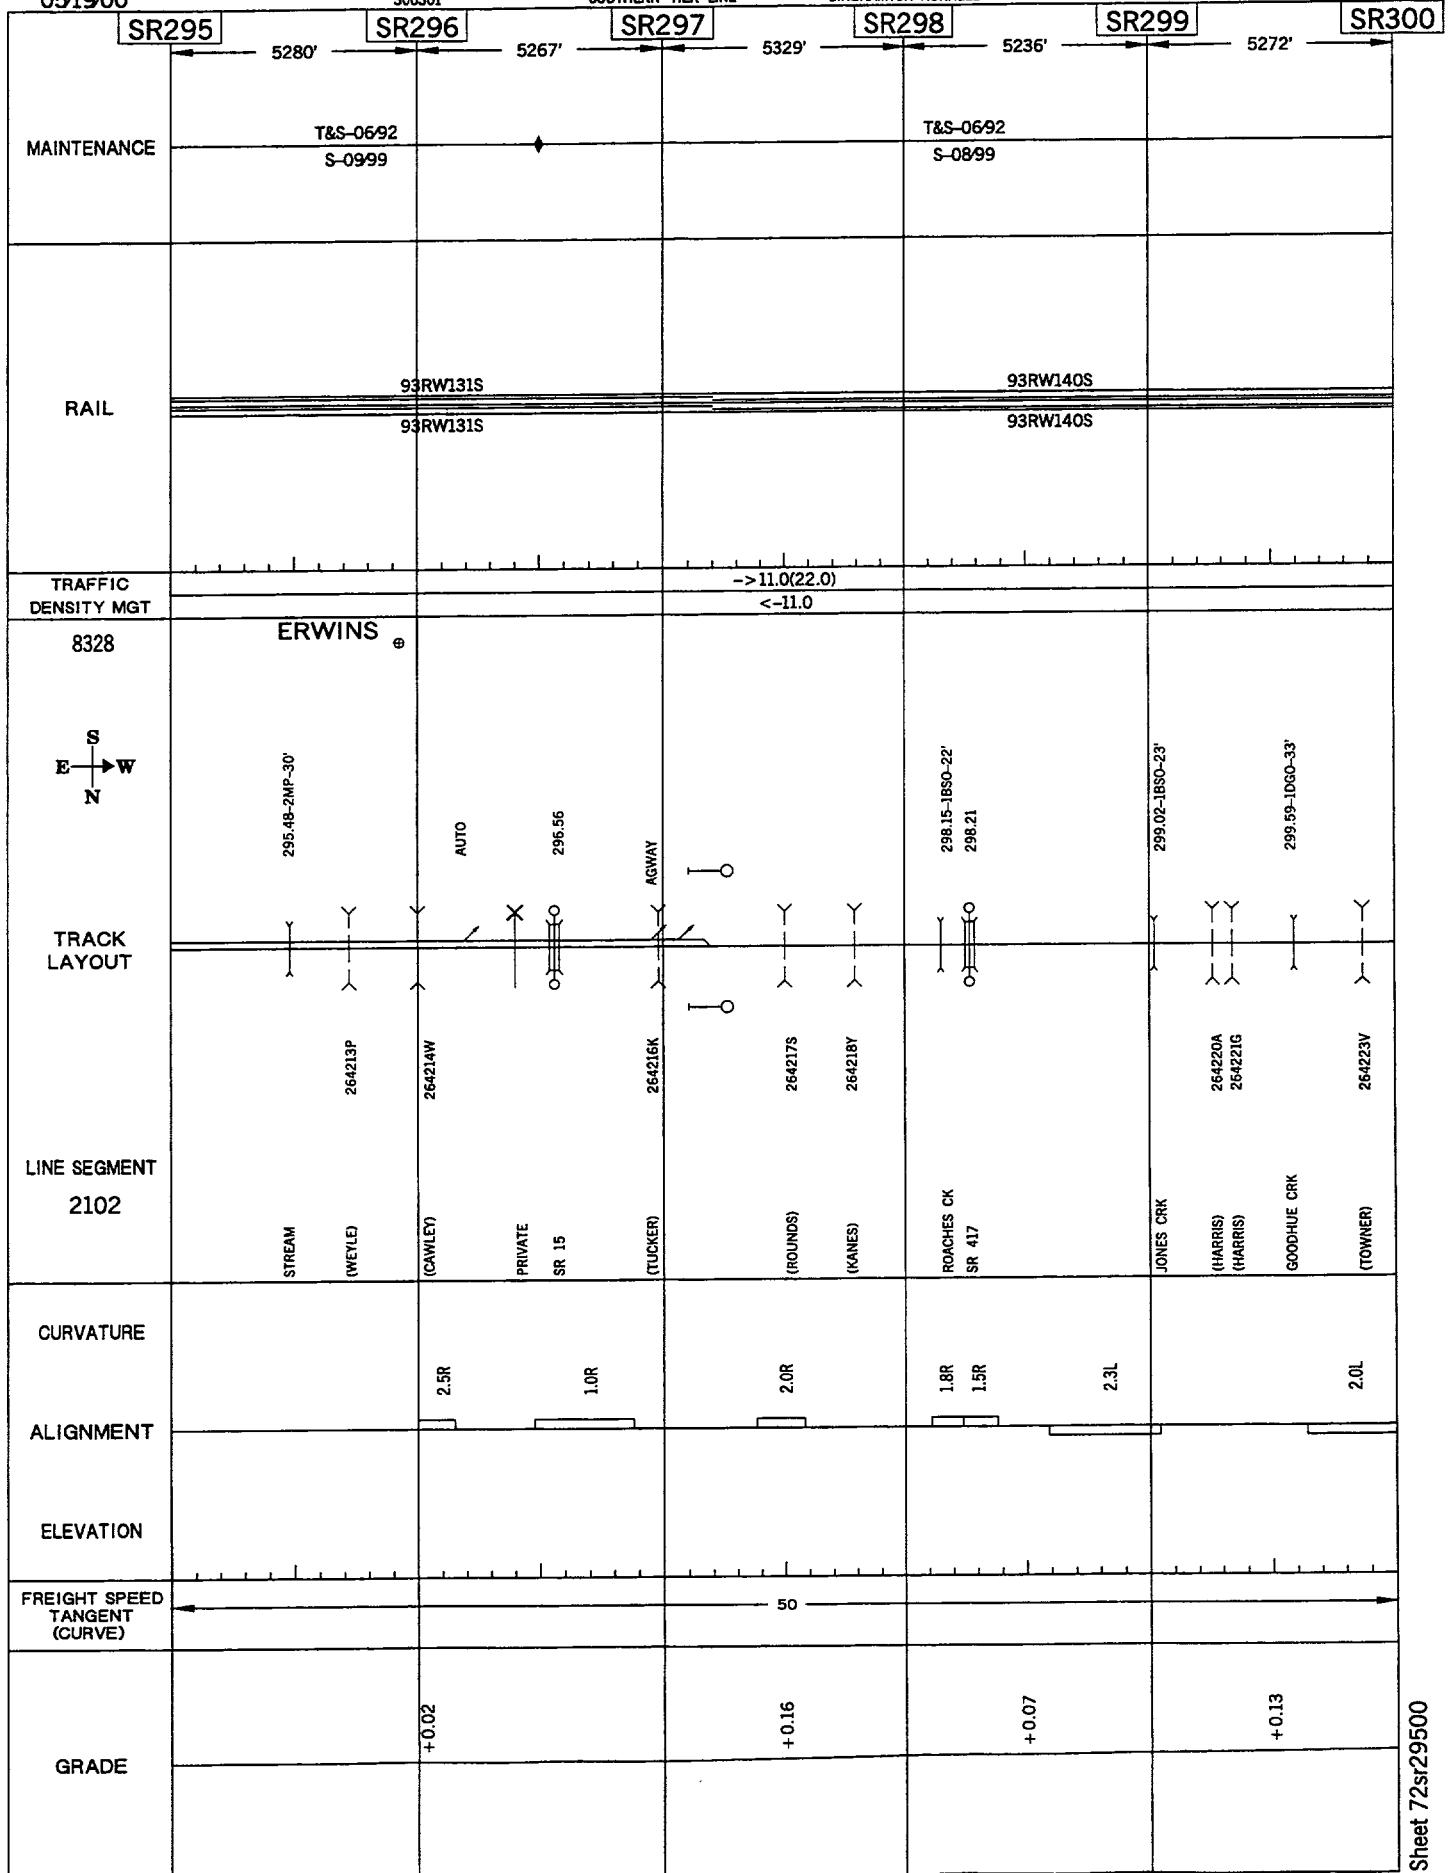 05/19/00
SR295 SR296 SR297 SR298 SR299 SR300
5280' 5267' 5329' 5236' 5272'
MAINTENANCE
T&S-06/92 T&S-06/92
S-09/99 S-08/99
RAIL
93RW131S 93RW140S
93RW131S 93RW140S
TRAFFIC
DENSITY MGT
->11.0(22.0)
<-11.0
8328
ERWINS
S
E W
N
295.48-2MP-30'
AUTO
296.56
AGWAY
298.15-1BSO-22'
298.21
299.02-1BSO-23'
299.59-1DGO-33'
TRACK
LAYOUT
264213P
264214W
264216K
264217S
264218Y
264220A
264221G
264223V
LINE SEGMENT
2102
STREAM
(WEYLE)
(CAWLEY)
PRIVATE
SR 15
(TUCKER)
(ROUNDS)
(KANES)
ROACHES CK
SR 417
JONES CRK
(HARRIS)
(HARRIS)
GOODHUE CRK
(TOWNER)
CURVATURE
2.5R 1.0R 2.0R 1.8R 1.5R 2.3L 2.0L
ALIGNMENT
ELEVATION
FREIGHT SPEED
TANGENT
(CURVE)
50
+0.02 +0.16 +0.07 +0.13
GRADE
Sheet 72sr29500